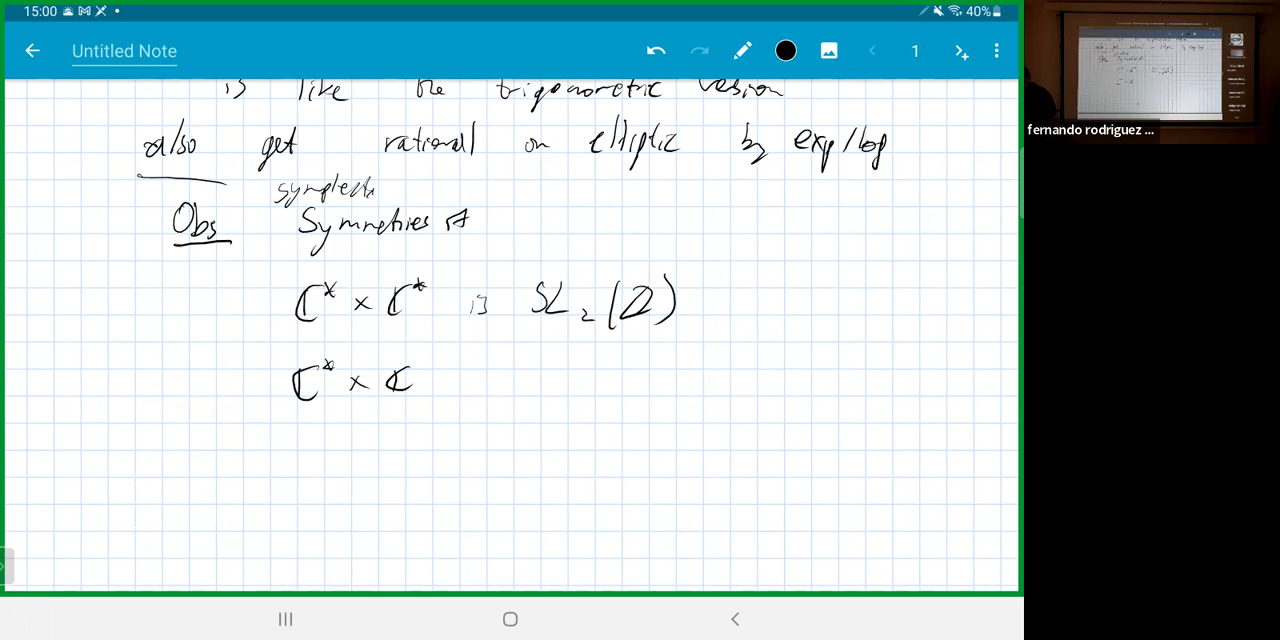 15:00 40%
Untitled Note 1
is like the trigonometric version
also get rational or elliptic by exp/log
symplectic
Obs Symmetries of
ℂ* × ℂ* is SL₂(ℤ)
ℂ* × ℂ
fernando rodriguez ...